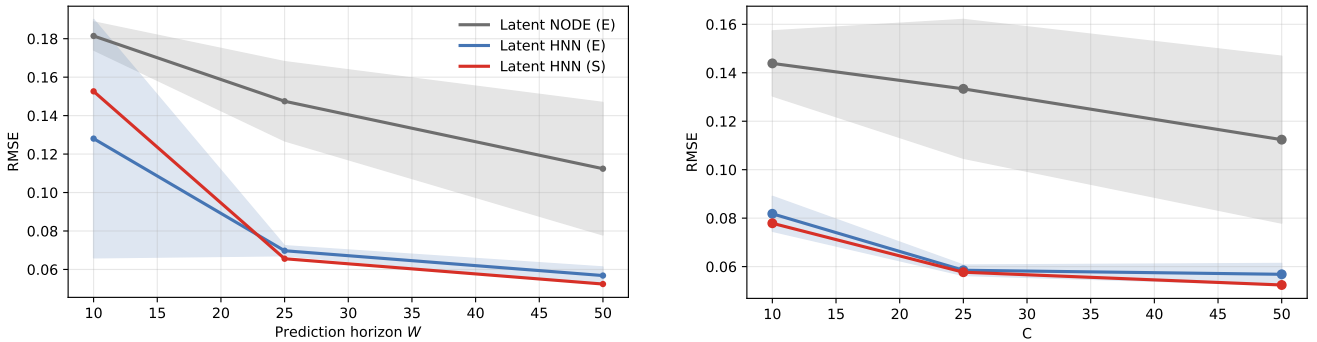 0.18
0.16
0.14
0.12
0.10
0.08
0.06
RMSE
10 15 20 25 30 35 40 45 50
Prediction horizon W
Latent NODE (E)
Latent HNN (E)
Latent HNN (S)
0.16
0.14
0.12
0.10
0.08
0.06
RMSE
10 15 20 25 30 35 40 45 50
C